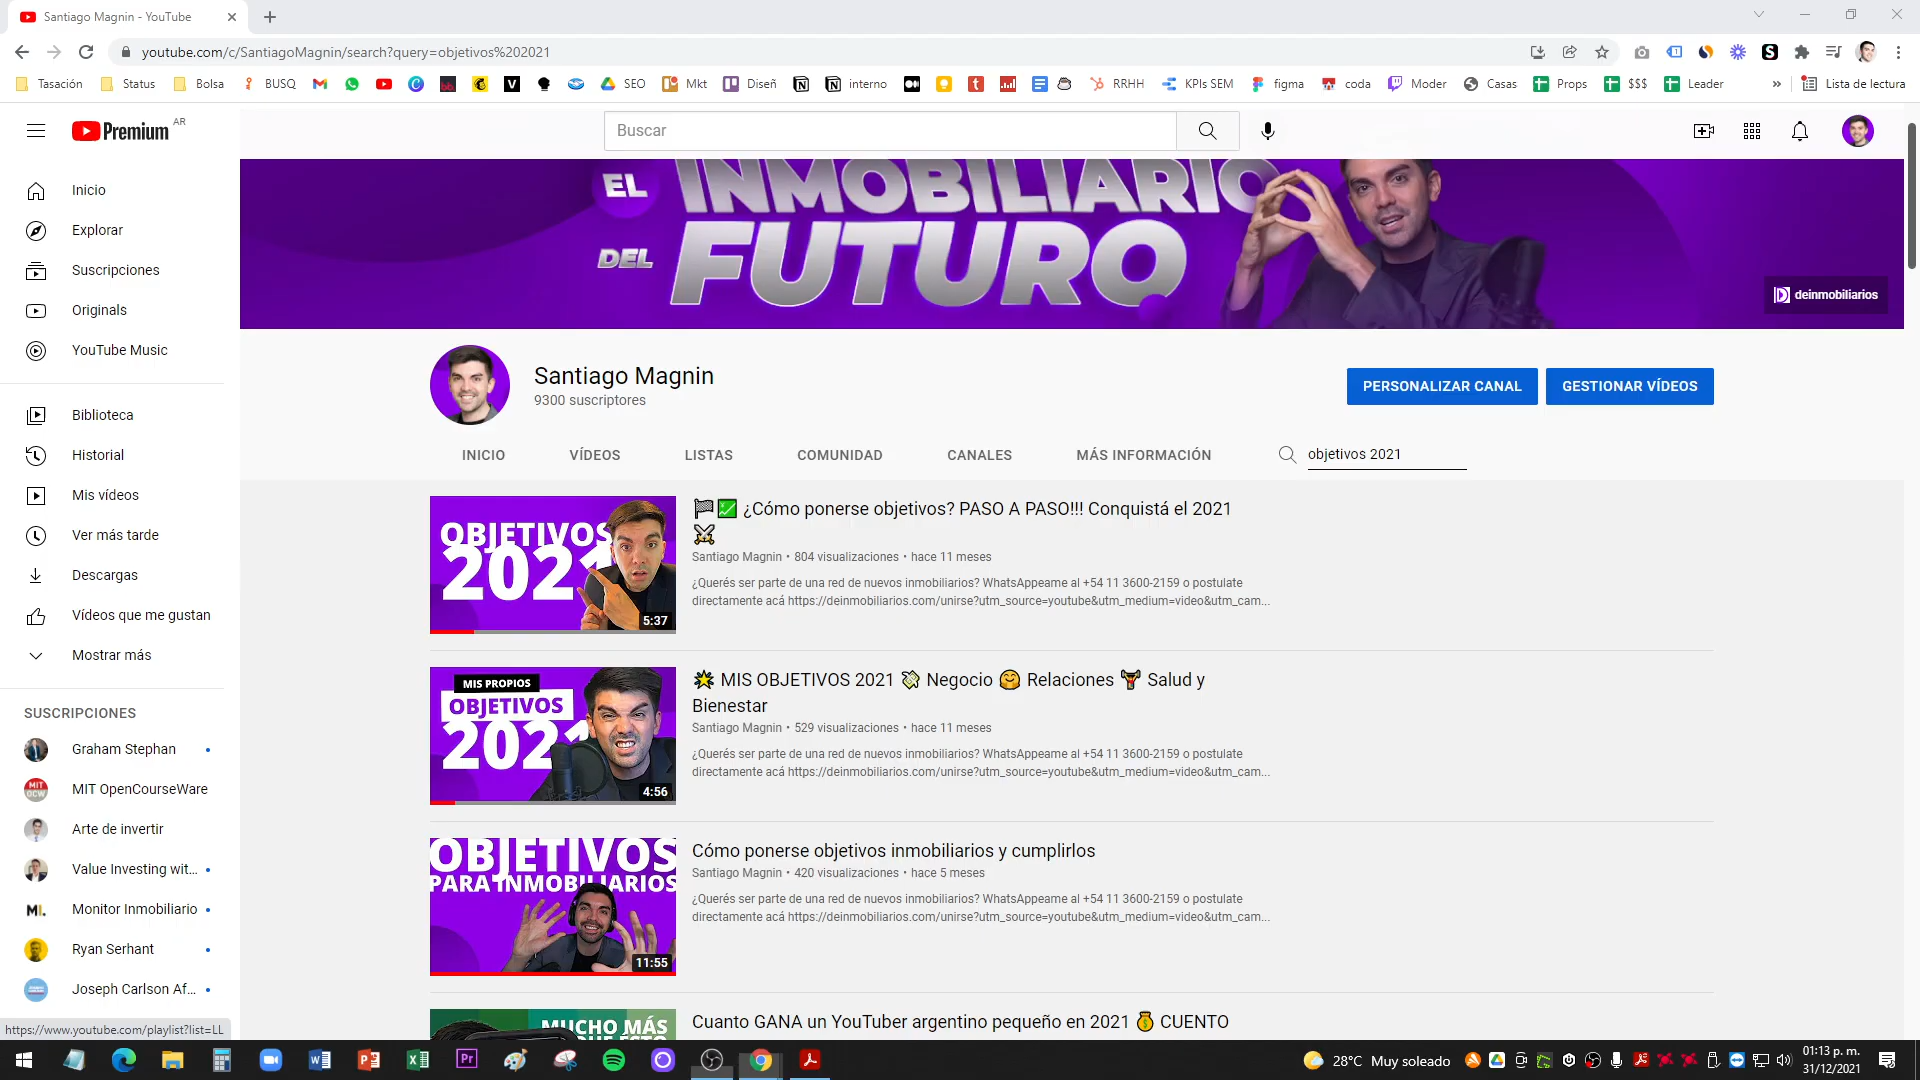 Santiago Magnin - YouTube
youtube.com/c/SantiagoMagnin/search?query=objetivos%202021
Tasación
Status
Bolsa
BUSQ
SEO
Mkt
Diseñ
interno
RRHH
KPIs SEM
figma
coda
Moder
Casas
Props
$$$
Leader
»
Lista de lectura
Premium
AR
Buscar
EL INMOBILIARIO
DEL FUTURO
deinmobiliarios
Inicio
Explorar
Suscripciones
Originals
YouTube Music
Biblioteca
Historial
Mis vídeos
Ver más tarde
Descargas
Vídeos que me gustan
Mostrar más
SUSCRIPCIONES
Graham Stephan
MIT OpenCourseWare
Arte de invertir
Value Investing wit...
Monitor Inmobiliario
Ryan Serhant
Joseph Carlson Af...
https://www.youtube.com/playlist?list=LL
Santiago Magnin
9300 suscriptores
PERSONALIZAR CANAL
GESTIONAR VÍDEOS
INICIO
VÍDEOS
LISTAS
COMUNIDAD
CANALES
MÁS INFORMACIÓN
objetivos 2021
OBJETIVOS
2021
5:37
¿Cómo ponerse objetivos? PASO A PASO!!! Conquistá el 2021
Santiago Magnin • 804 visualizaciones • hace 11 meses
¿Querés ser parte de una red de nuevos inmobiliarios? WhatsAppeame al +54 11 3600-2159 o postulate
directamente acá https://deinmobiliarios.com/unirse?utm_source=youtube&utm_medium=video&utm_cam...
MIS PROPIOS
OBJETIVOS
2021
4:56
MIS OBJETIVOS 2021 Negocio Relaciones Salud y
Bienestar
Santiago Magnin • 529 visualizaciones • hace 11 meses
¿Querés ser parte de una red de nuevos inmobiliarios? WhatsAppeame al +54 11 3600-2159 o postulate
directamente acá https://deinmobiliarios.com/unirse?utm_source=youtube&utm_medium=video&utm_cam...
OBJETIVOS
PARA INMOBILIARIOS
11:55
Cómo ponerse objetivos inmobiliarios y cumplirlos
Santiago Magnin • 420 visualizaciones • hace 5 meses
¿Querés ser parte de una red de nuevos inmobiliarios? WhatsAppeame al +54 11 3600-2159 o postulate
directamente acá https://deinmobiliarios.com/unirse?utm_source=youtube&utm_medium=video&utm_cam...
MUCHO MÁS
QUE ESTO
Cuanto GANA un YouTuber argentino pequeño en 2021 CUENTO
28°C Muy soleado
01:13 p. m.
31/12/2021